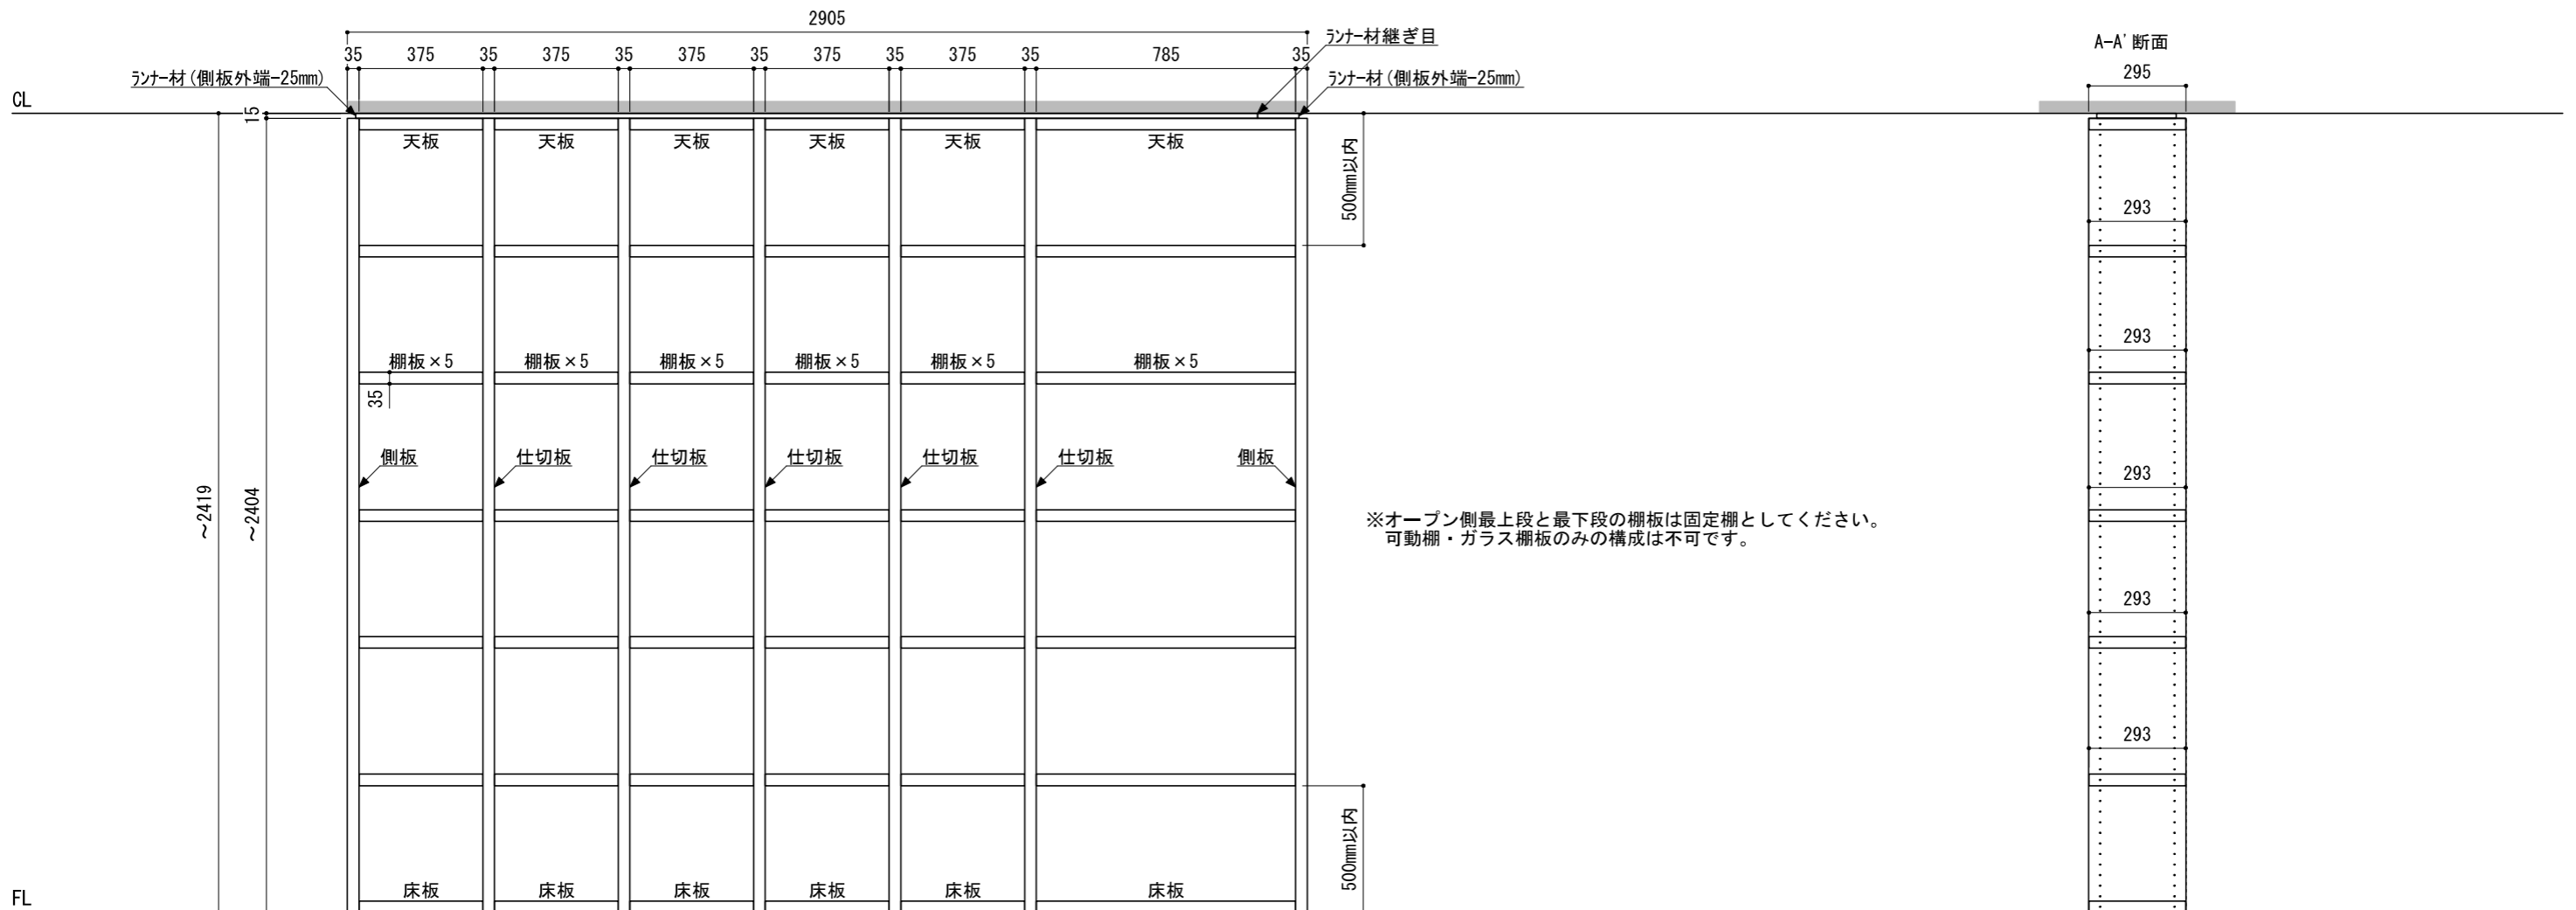 2905
35 375 35 375 35 375 35 375 35 375 35 785 35
ﾗﾝﾅｰ材継ぎ目
A-A'断面
ﾗﾝﾅｰ材(側板外端-25mm)
ﾗﾝﾅｰ材(側板外端-25mm)
295
CL
15
天板 天板 天板 天板 天板 天板
500mm以内
293
293
棚板×5 棚板×5 棚板×5 棚板×5 棚板×5 棚板×5
35
側板 仕切板 仕切板 仕切板 仕切板 仕切板 側板
293
～2419
～2404
※オープン側最上段と最下段の棚板は固定棚としてください。
可動棚・ガラス棚板のみの構成は不可です。
293
293
500mm以内
床板 床板 床板 床板 床板 床板
FL